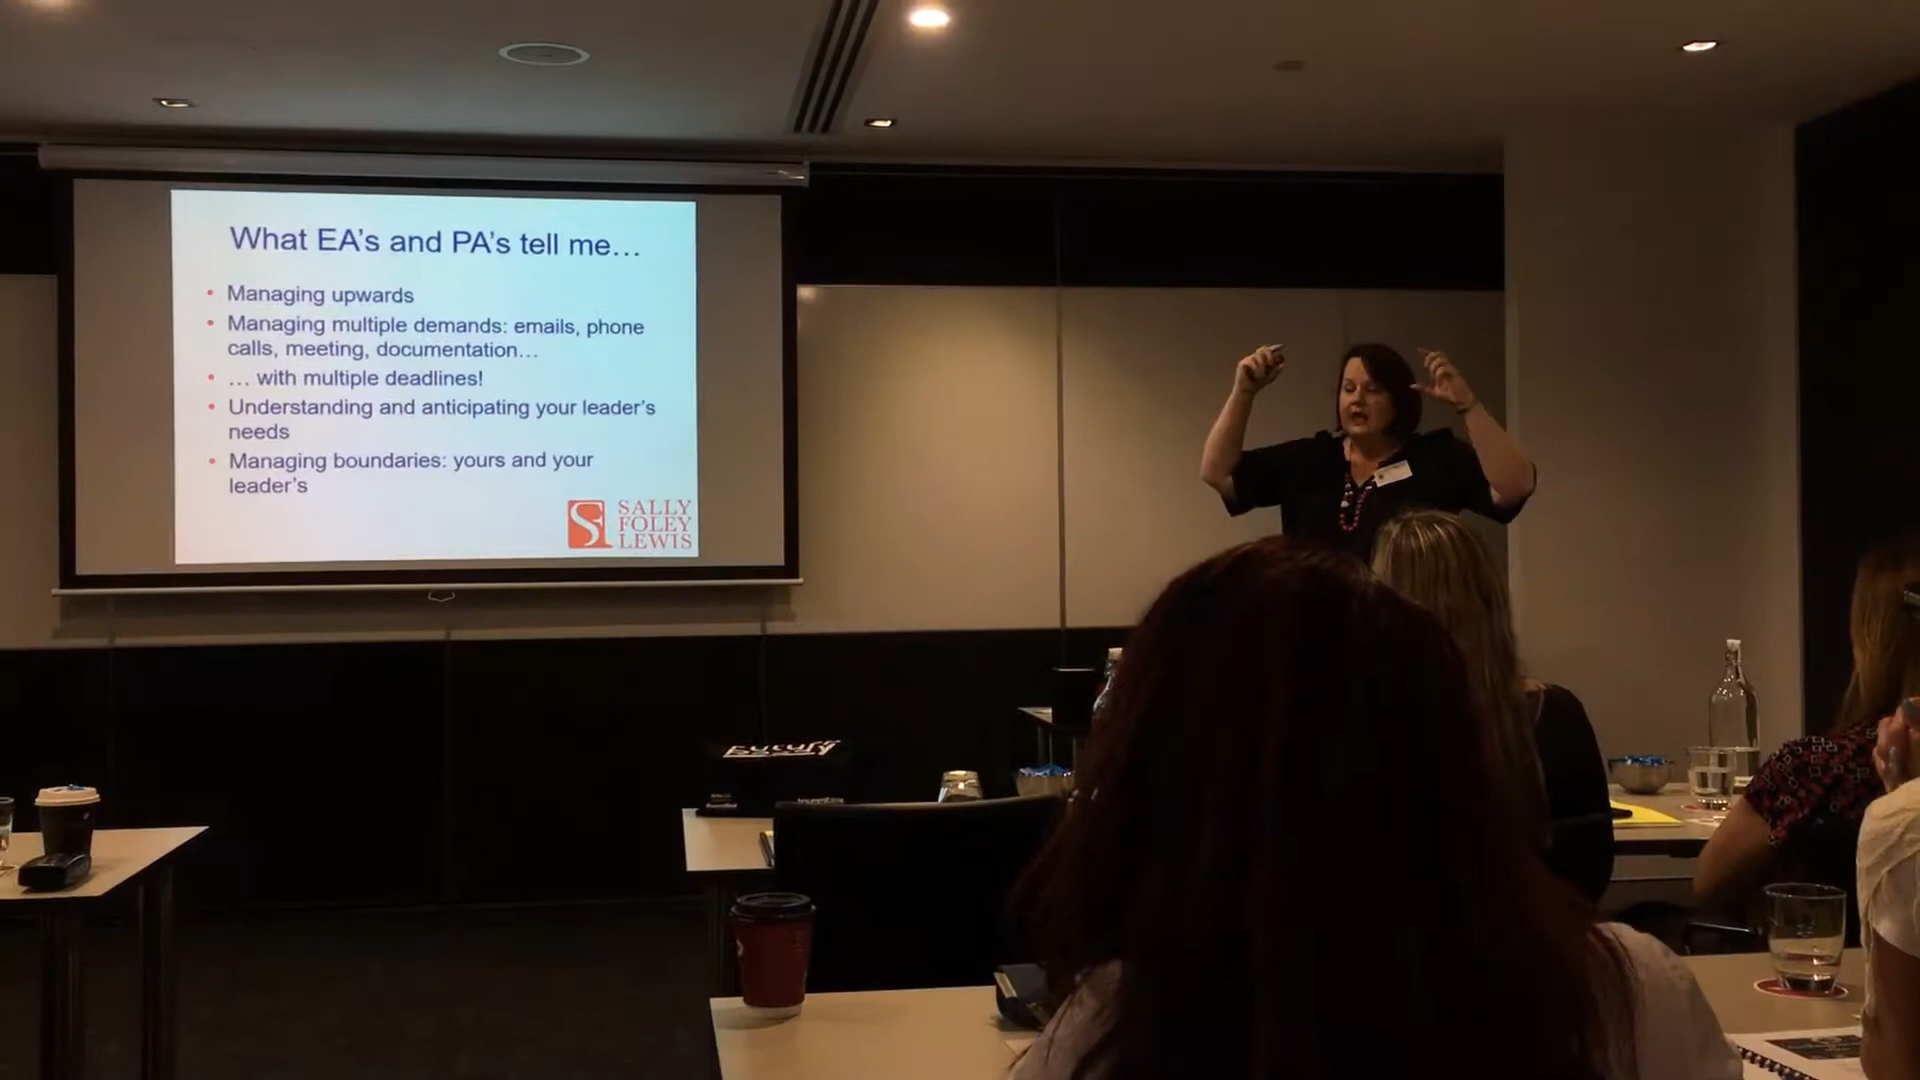 What EA's and PA's tell me…
• Managing upwards
• Managing multiple demands: emails, phone
calls, meeting, documentation…
• … with multiple deadlines!
• Understanding and anticipating your leader's
needs
• Managing boundaries: yours and your
leader's
SALLY
FOLEY
LEWIS